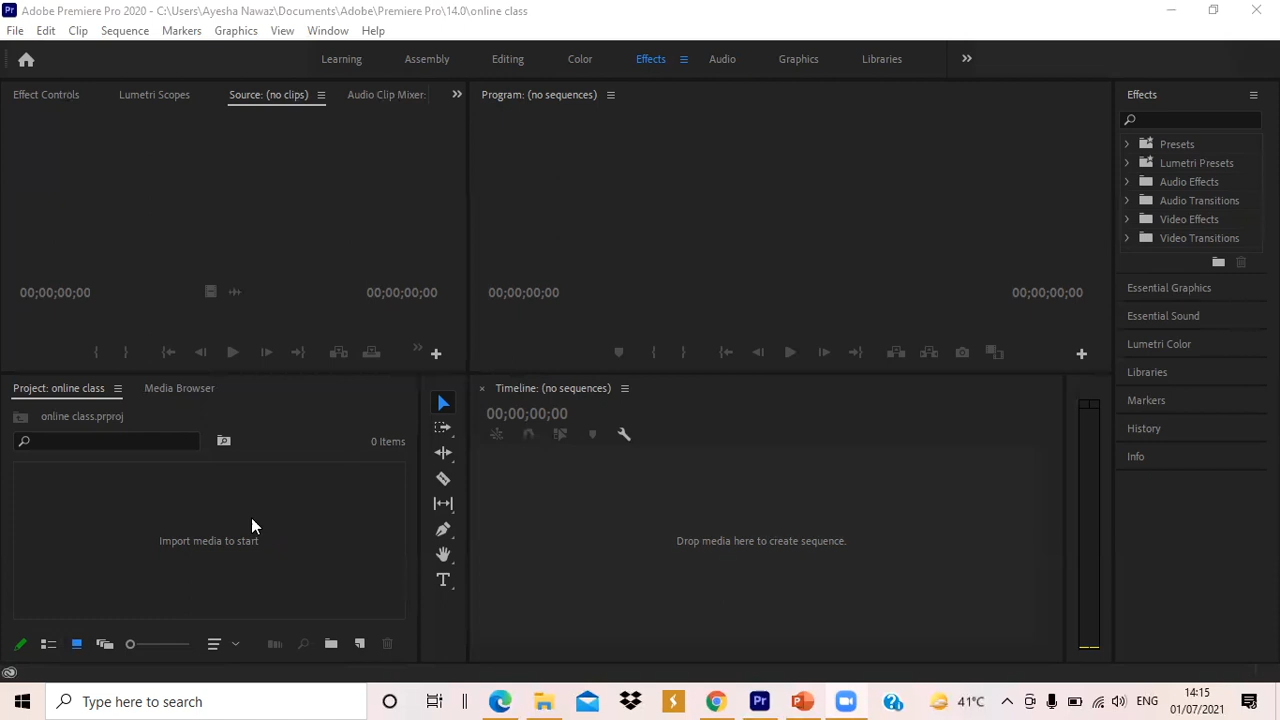 Pr Adobe Premiere Pro 2020 - C:\Users\Ayesha Nawaz\Documents\Adobe\Premiere Pro\14.0\online class
File Edit Clip Sequence Markers Graphics View Window Help
Learning Assembly Editing Color Effects Audio Graphics Libraries
Effect Controls Lumetri Scopes Source: (no clips) Audio Clip Mixer: Program: (no sequences) Effects
Presets
Lumetri Presets
Audio Effects
Audio Transitions
Video Effects
Video Transitions
00;00;00;00 00;00;00;00 00;00;00;00 00;00;00;00
Essential Graphics
Essential Sound
Lumetri Color
Libraries
Markers
History
Info
Project: online class Media Browser
online class.prproj
0 Items
Import media to start
T
× Timeline: (no sequences)
00;00;00;00
Drop media here to create sequence.
Type here to search
Pr
41°C
ENG
14:15
01/07/2021